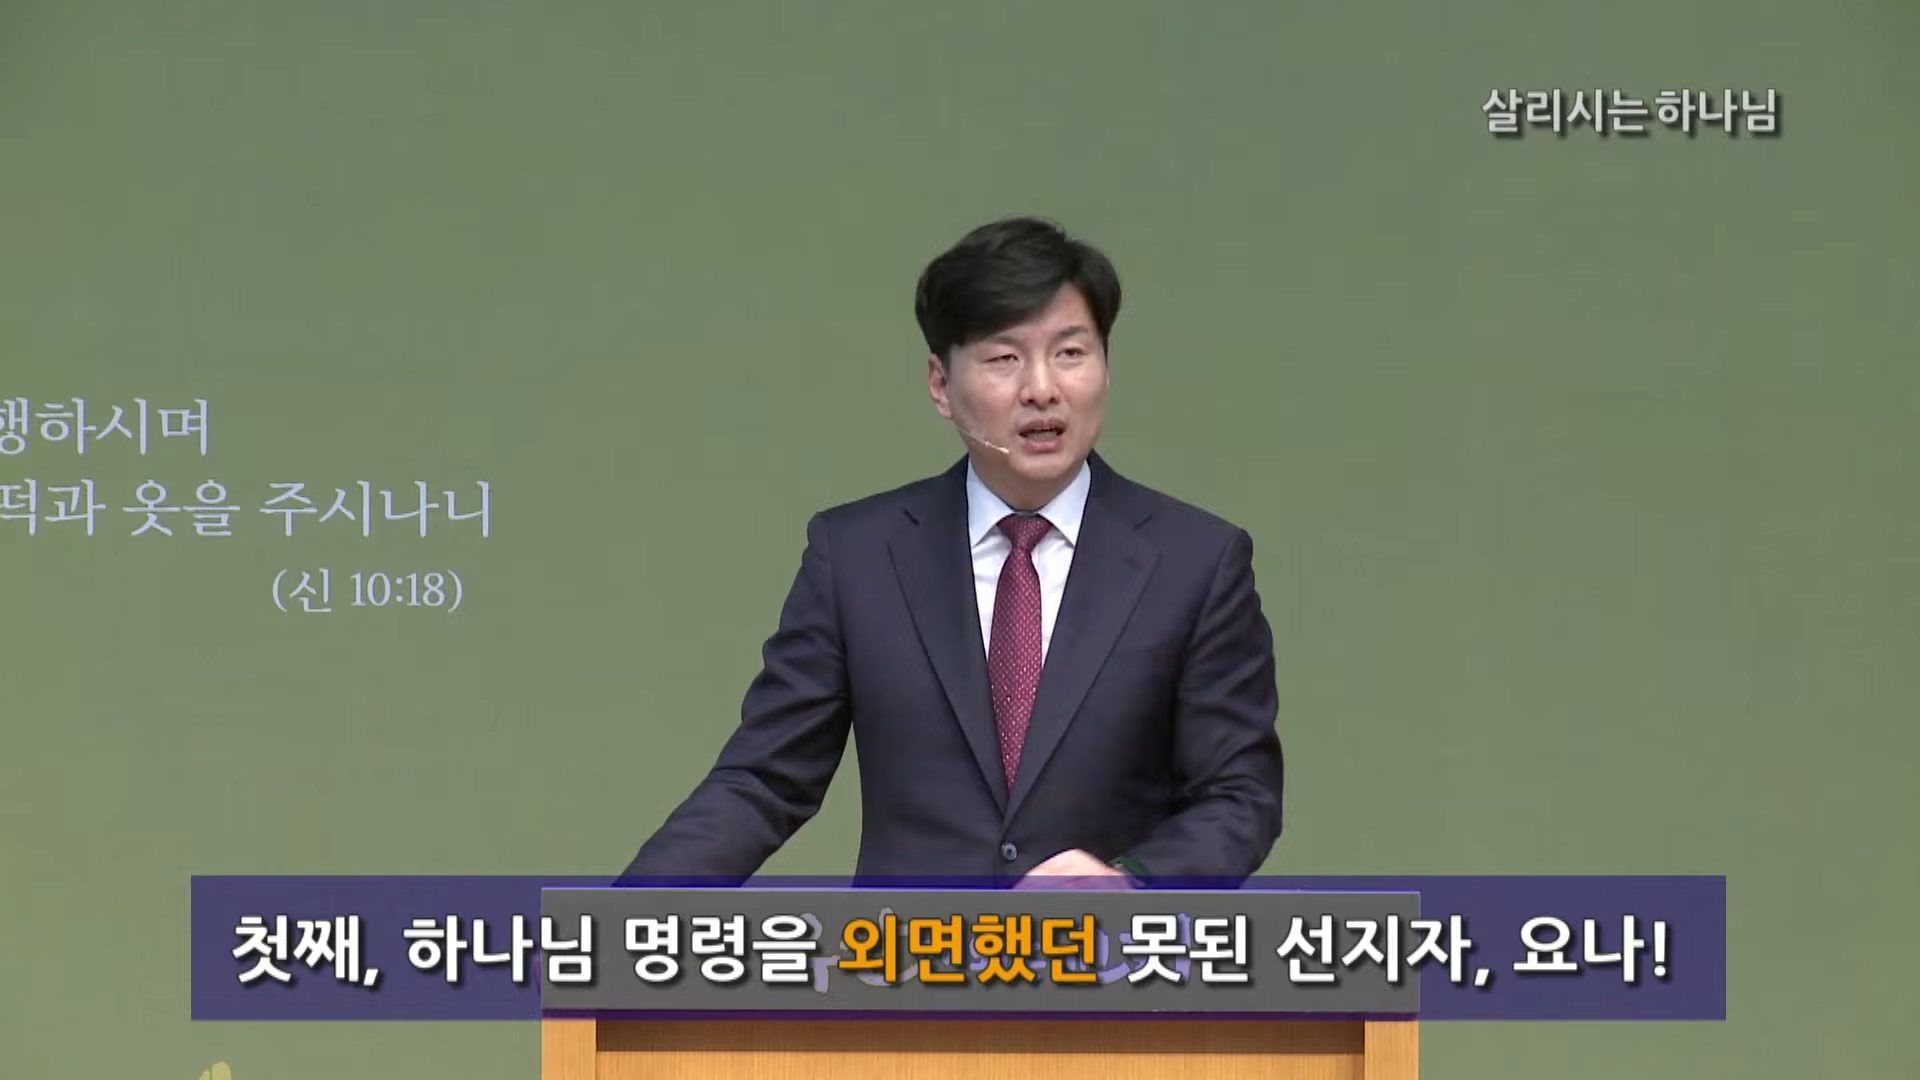 살리시는 하나님
행하시며
떡과 옷을 주시나니
(신 10:18)
첫째, 하나님 명령을 외면했던 못된 선지자, 요나!